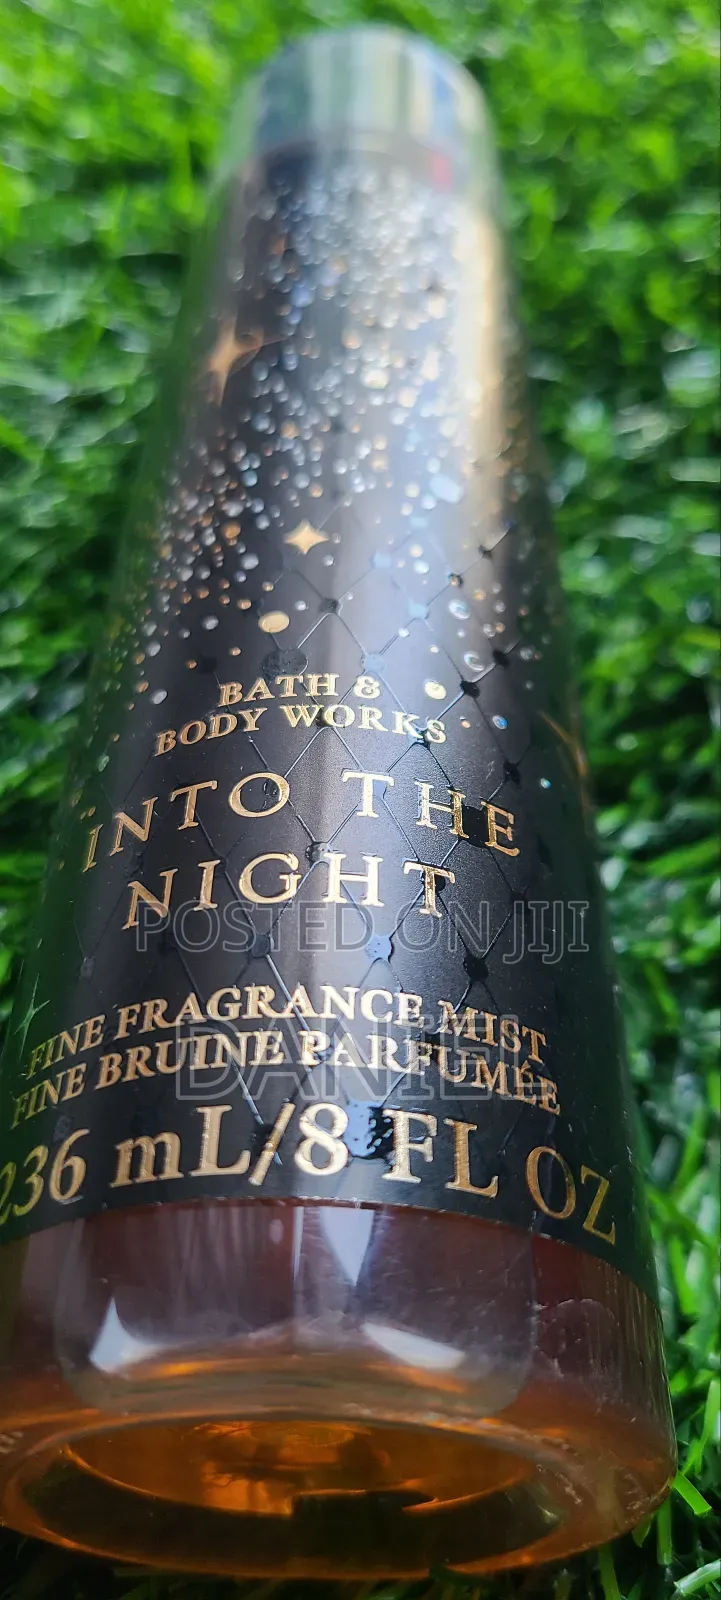 BATH &
BODY WORKS
INTO THE
NIGHT
POSTED ON JIJI
FINE FRAGRANCE MIST
FINE BRUINE PARFUMÉE
DANIEL
236 mL/8 FL OZ